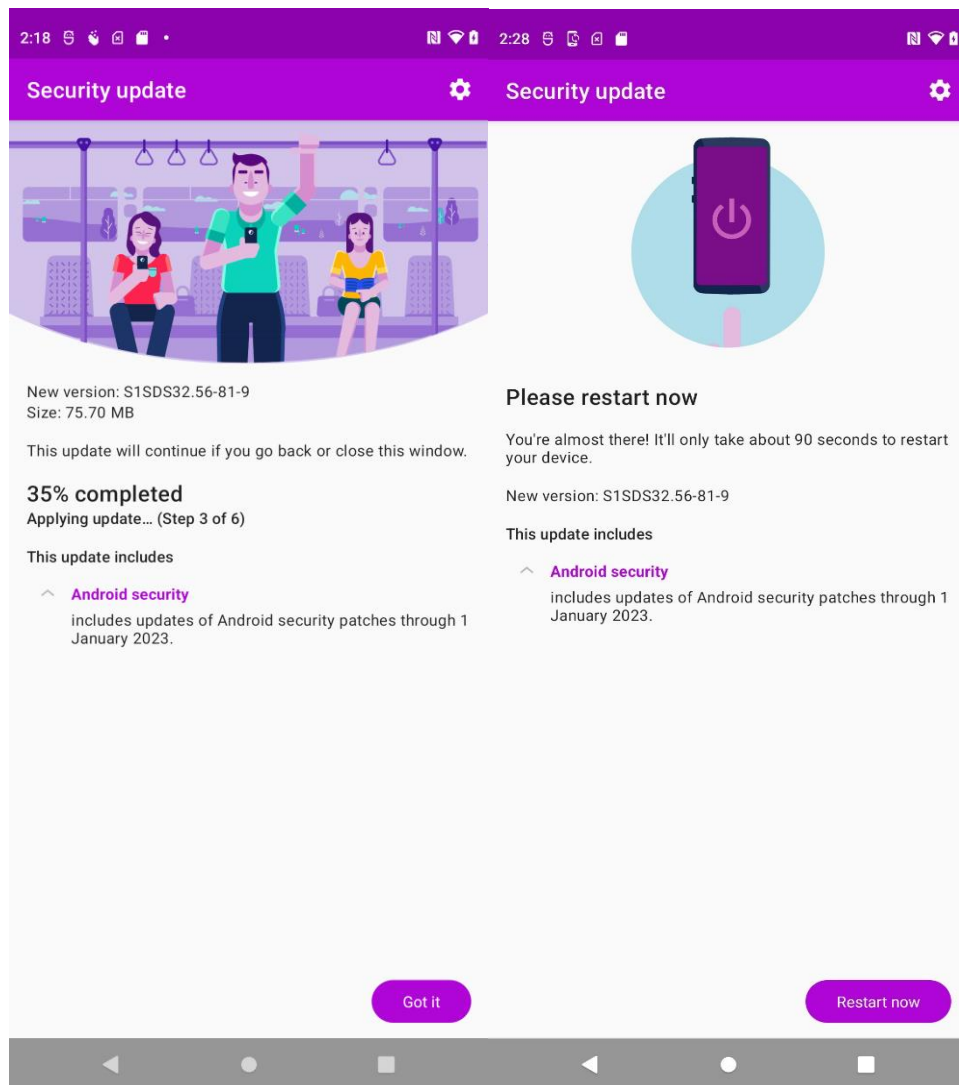 2:18
Security update
New version: S1SDS32.56-81-9
Size: 75.70 MB
This update will continue if you go back or close this window.
35% completed
Applying update... (Step 3 of 6)
This update includes
Android security
includes updates of Android security patches through 1
January 2023.
Got it
2:28
Security update
Please restart now
You're almost there! It'll only take about 90 seconds to restart
your device.
New version: S1SDS32.56-81-9
This update includes
Android security
includes updates of Android security patches through 1
January 2023.
Restart now